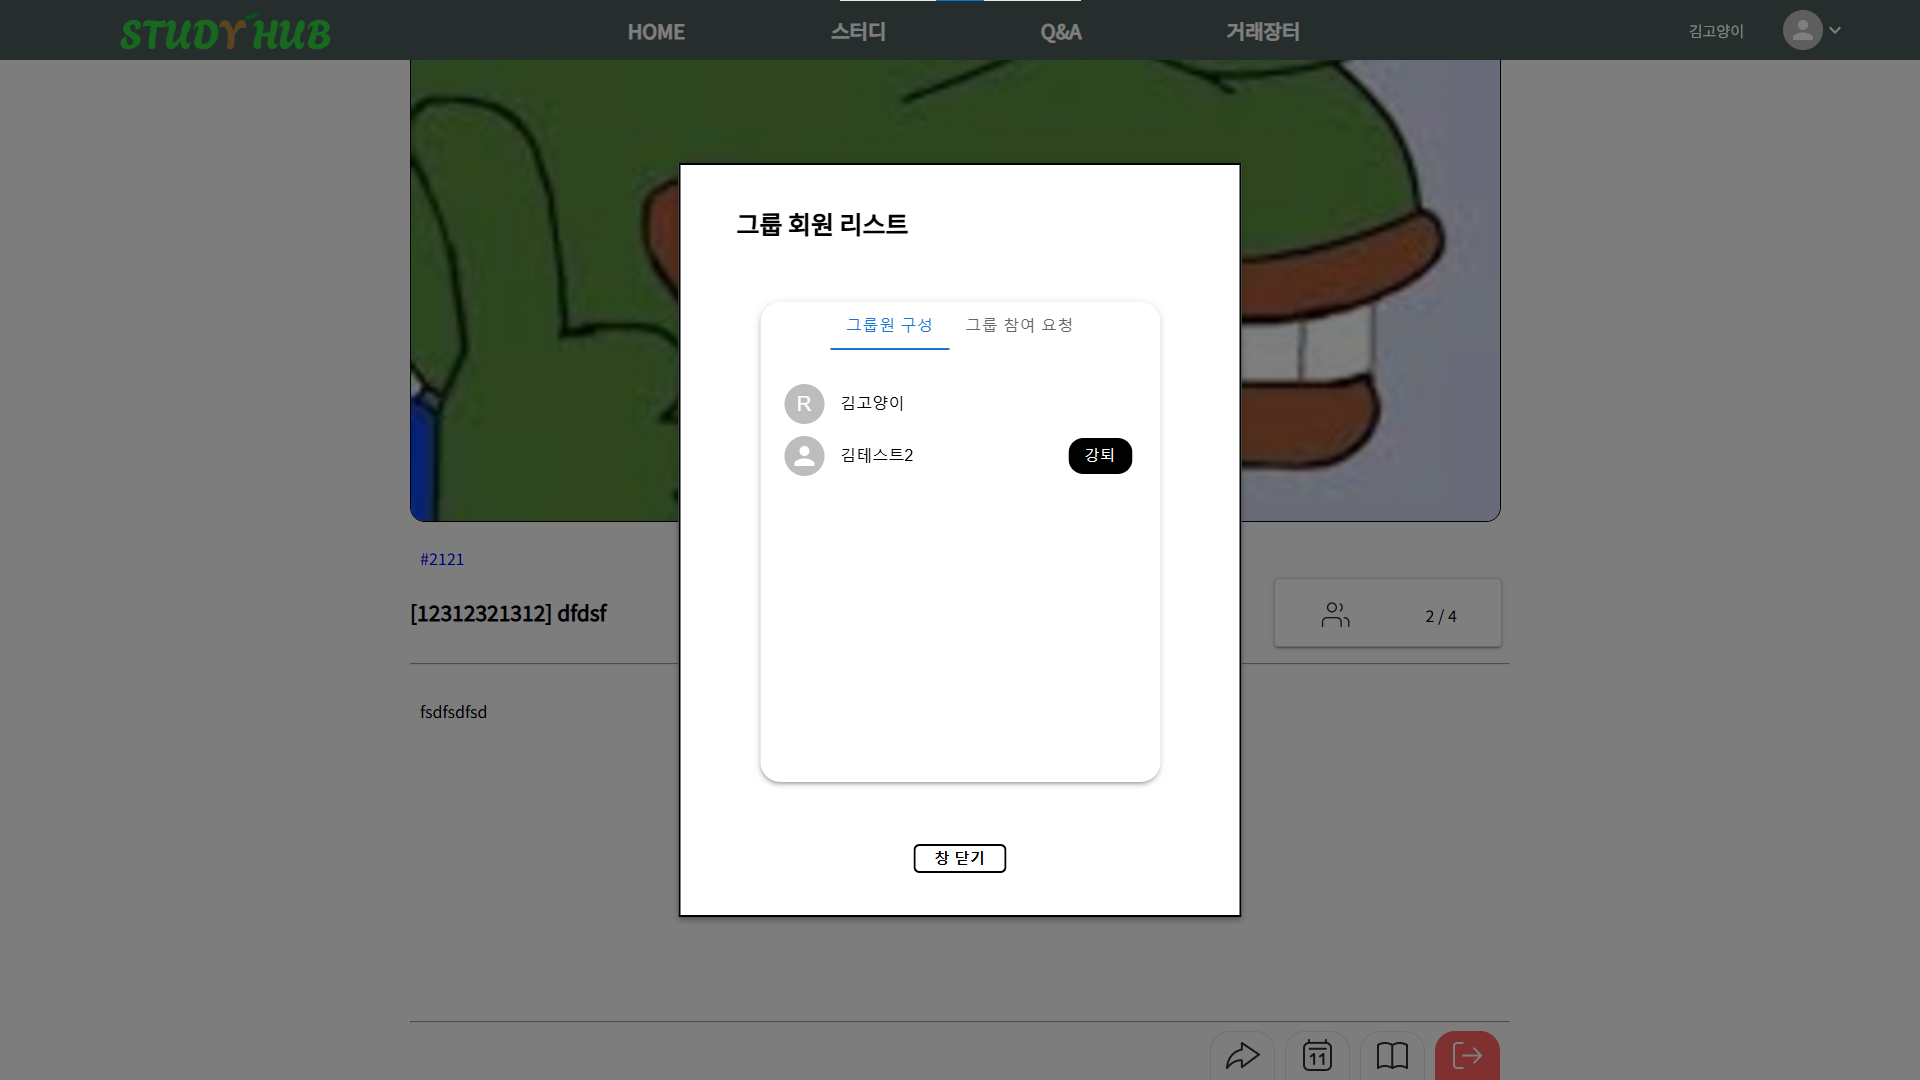 STUDY HUB
HOME
스터디
Q&A
거래장터
김고양이
그룹 회원 리스트
그룹원 구성
그룹 참여 요청
R
김고양이
김테스트2
강퇴
#2121
[12312321312] dfdsf
2 / 4
fsdfsdfsd
창 닫기
11